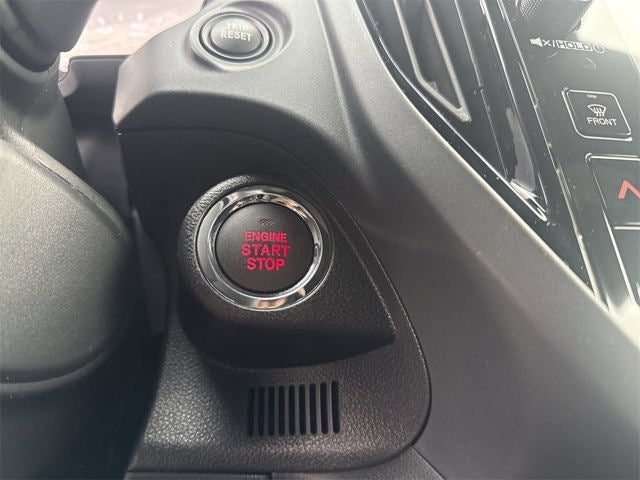 TRIP
RESET
/HOLD
FRONT
ENGINE
START
STOP